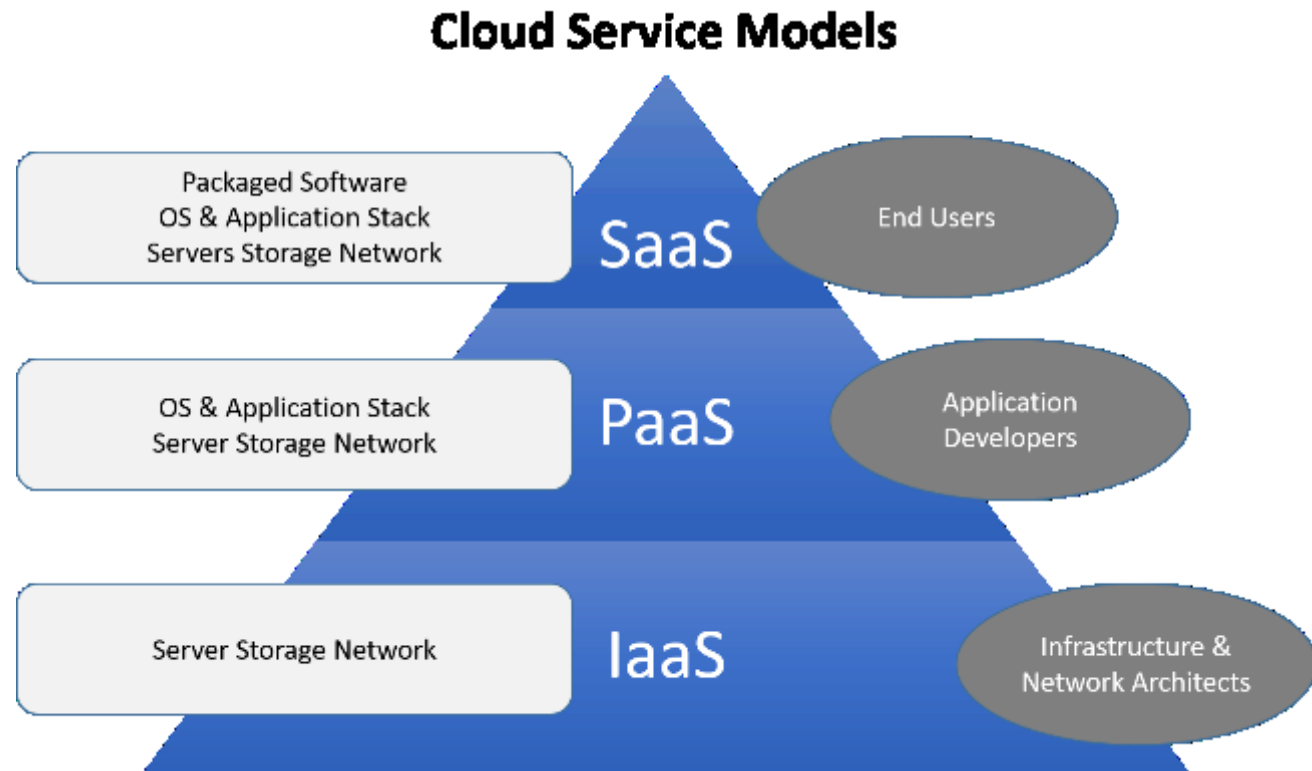 Cloud Service Models
Packaged Software
OS & Application Stack
Servers Storage Network
SaaS
End Users
OS & Application Stack
Server Storage Network
PaaS
Application
Developers
Server Storage Network
IaaS
Infrastructure &
Network Architects